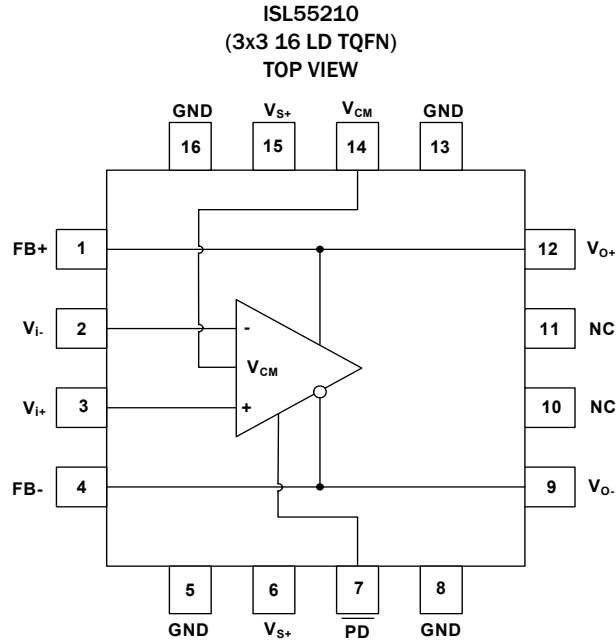 ISL55210
(3x3 16 LD TQFN)
TOP VIEW
GND VS+ VCM GND
16 15 14 13
FB+ 1 12 VO+
Vi- 2 - 11 NC
VCM
Vi+ 3 + 10 NC
FB- 4 9 VO-
5 6 7 8
GND VS+ PD GND